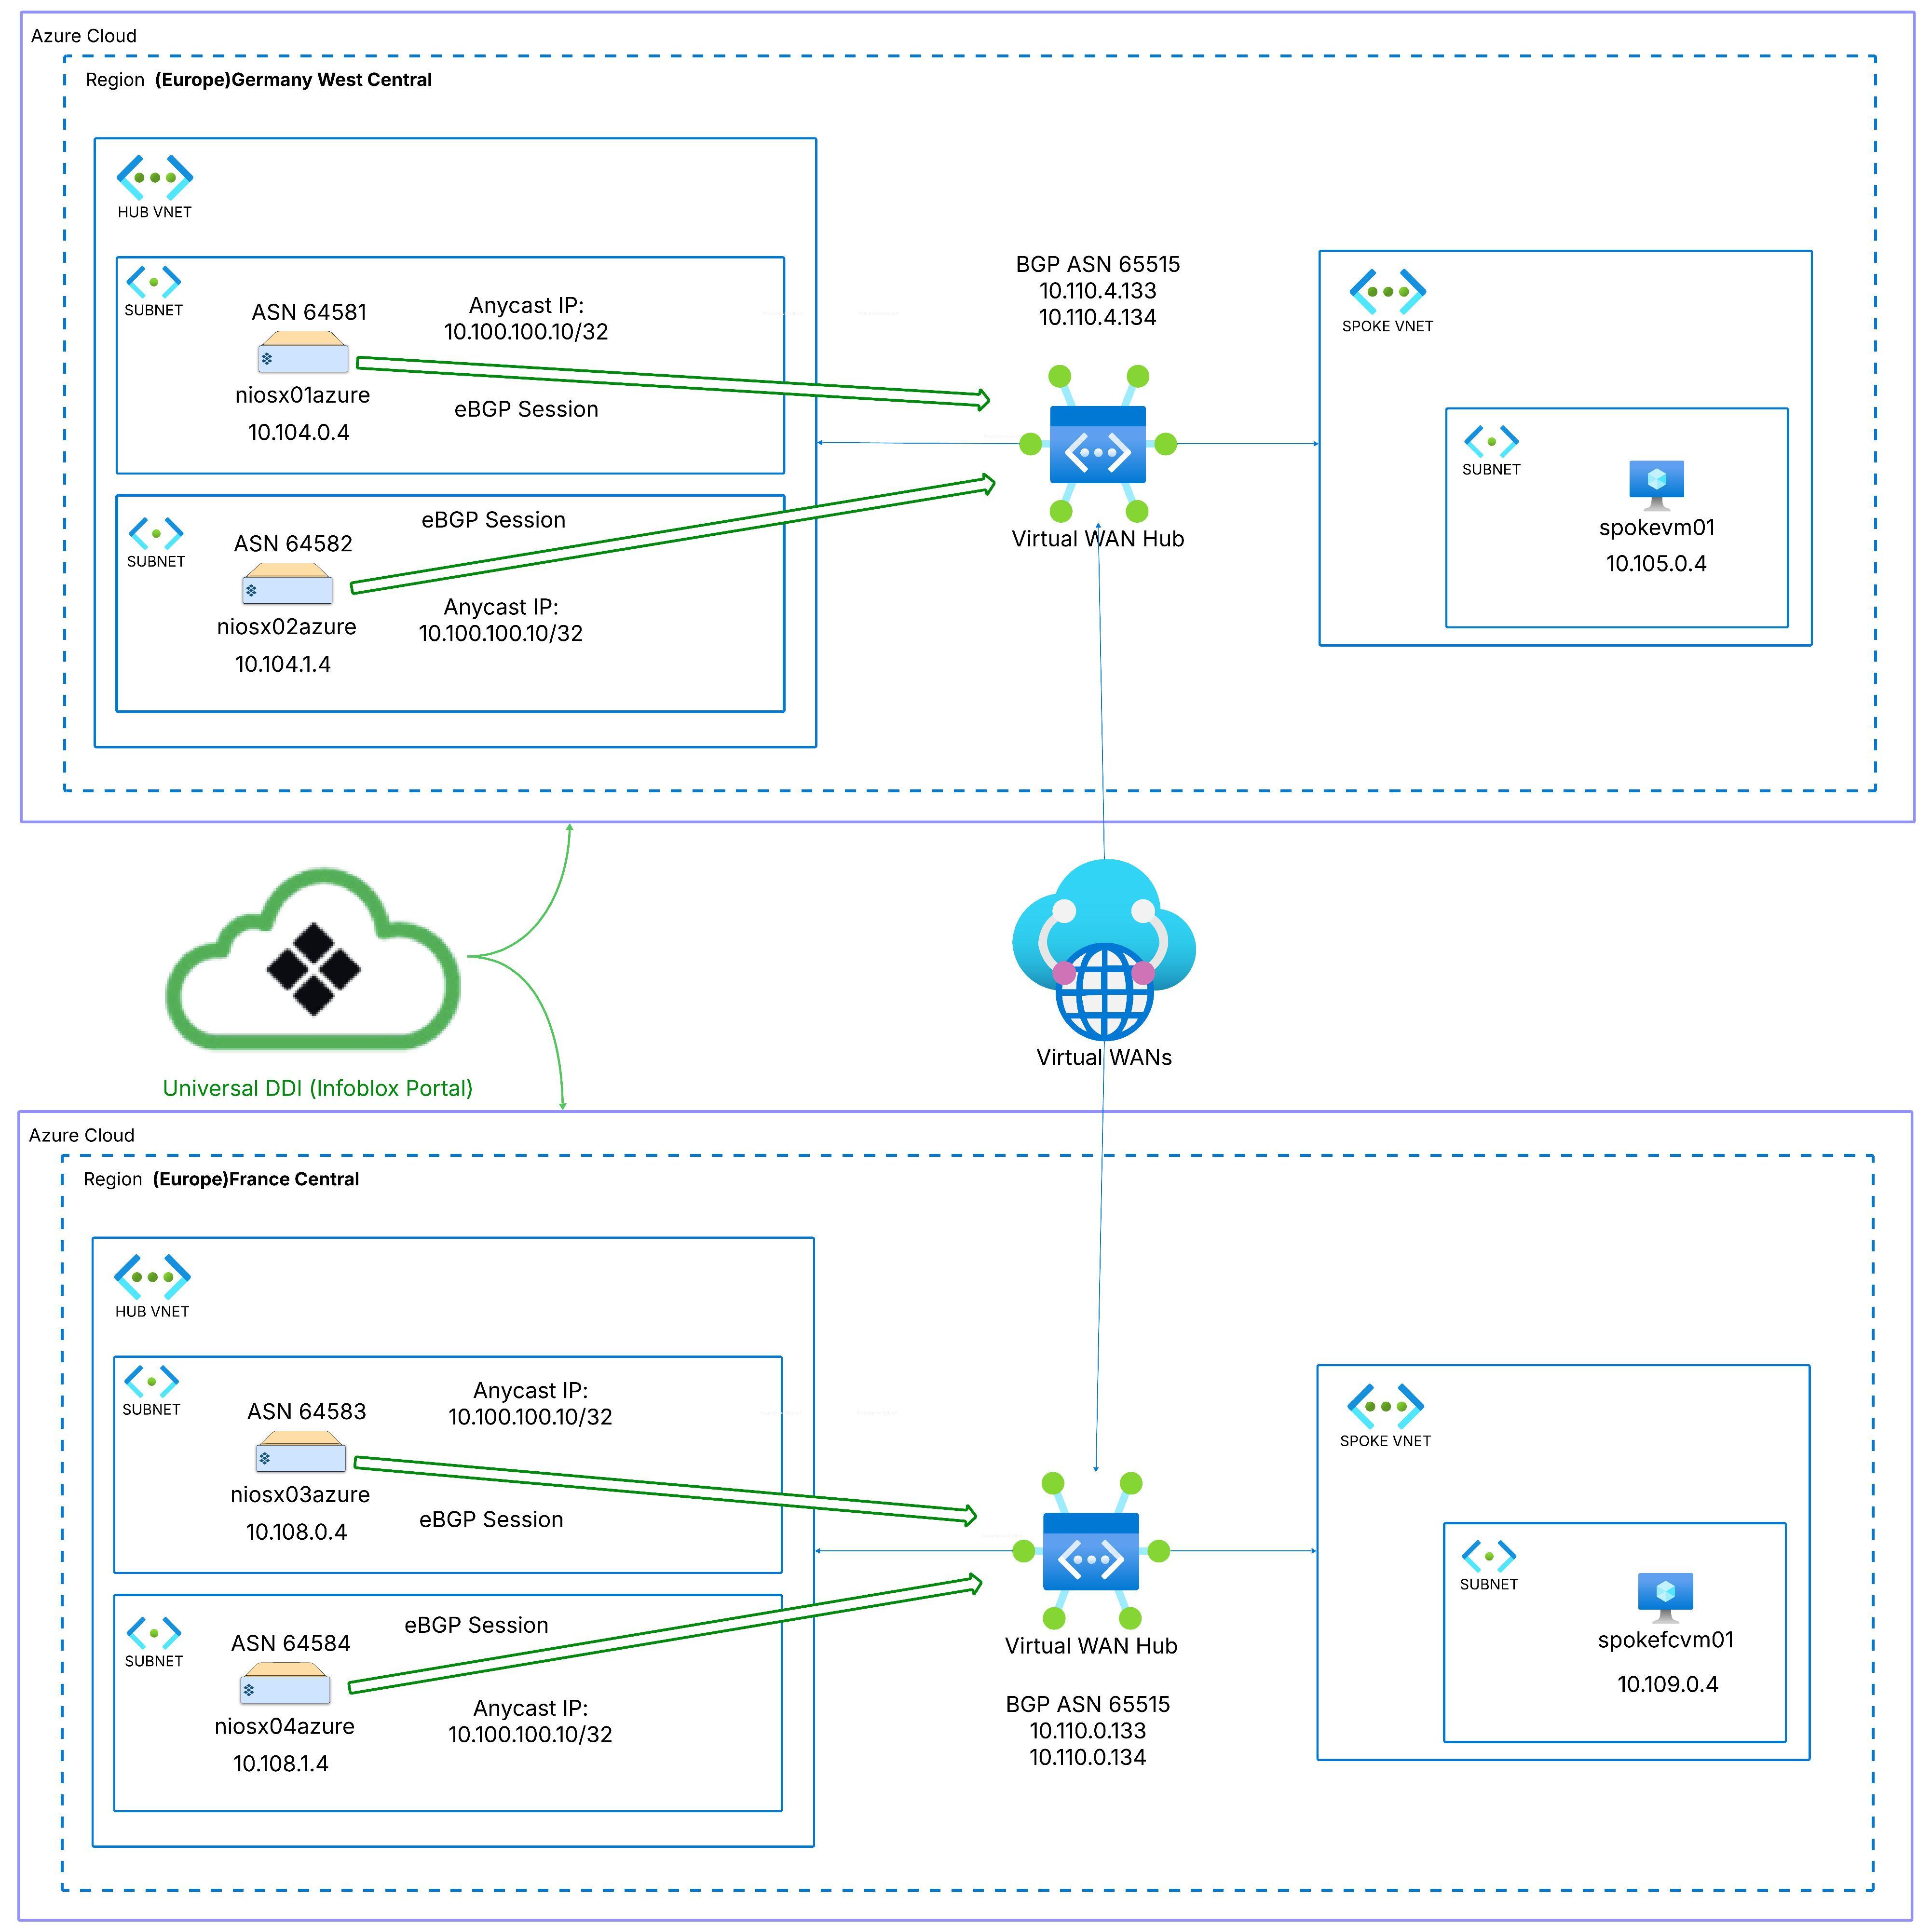 Azure Cloud
Region (Europe)Germany West Central
HUB VNET
SUBNET
ASN 64581
niosx01azure
10.104.0.4
Anycast IP:
10.100.100.10/32
eBGP Session
SUBNET
ASN 64582
niosx02azure
10.104.1.4
eBGP Session
Anycast IP:
10.100.100.10/32
BGP ASN 65515
10.110.4.133
10.110.4.134
Virtual WAN Hub
SPOKE VNET
SUBNET
spokevm01
10.105.0.4
Universal DDI (Infoblox Portal)
Virtual WANs
Azure Cloud
Region (Europe)France Central
HUB VNET
SUBNET
ASN 64583
niosx03azure
10.108.0.4
Anycast IP:
10.100.100.10/32
eBGP Session
SUBNET
ASN 64584
niosx04azure
10.108.1.4
eBGP Session
Anycast IP:
10.100.100.10/32
Virtual WAN Hub
BGP ASN 65515
10.110.0.133
10.110.0.134
SPOKE VNET
SUBNET
spokefcvm01
10.109.0.4